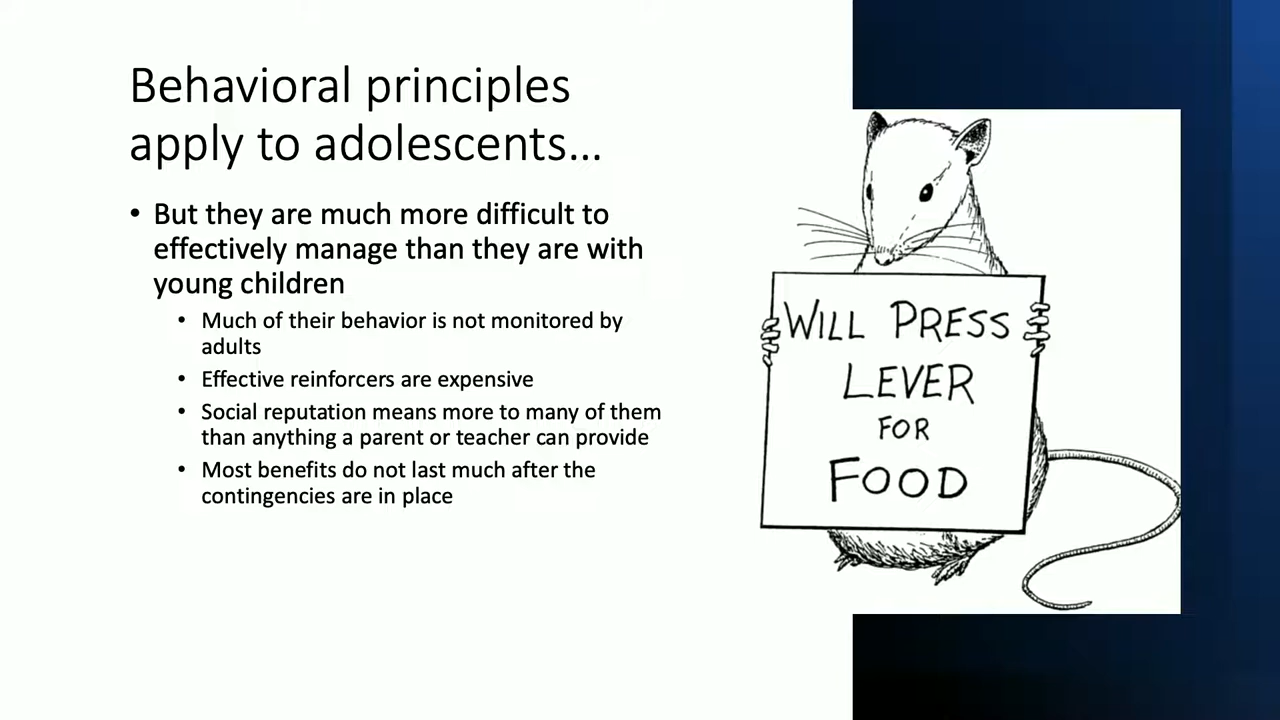 Behavioral principles
apply to adolescents...
• But they are much more difficult to
effectively manage than they are with
young children
• Much of their behavior is not monitored by
adults
• Effective reinforcers are expensive
• Social reputation means more to many of them
than anything a parent or teacher can provide
• Most benefits do not last much after the
contingencies are in place
WILL PRESS
LEVER
FOR
FOOD